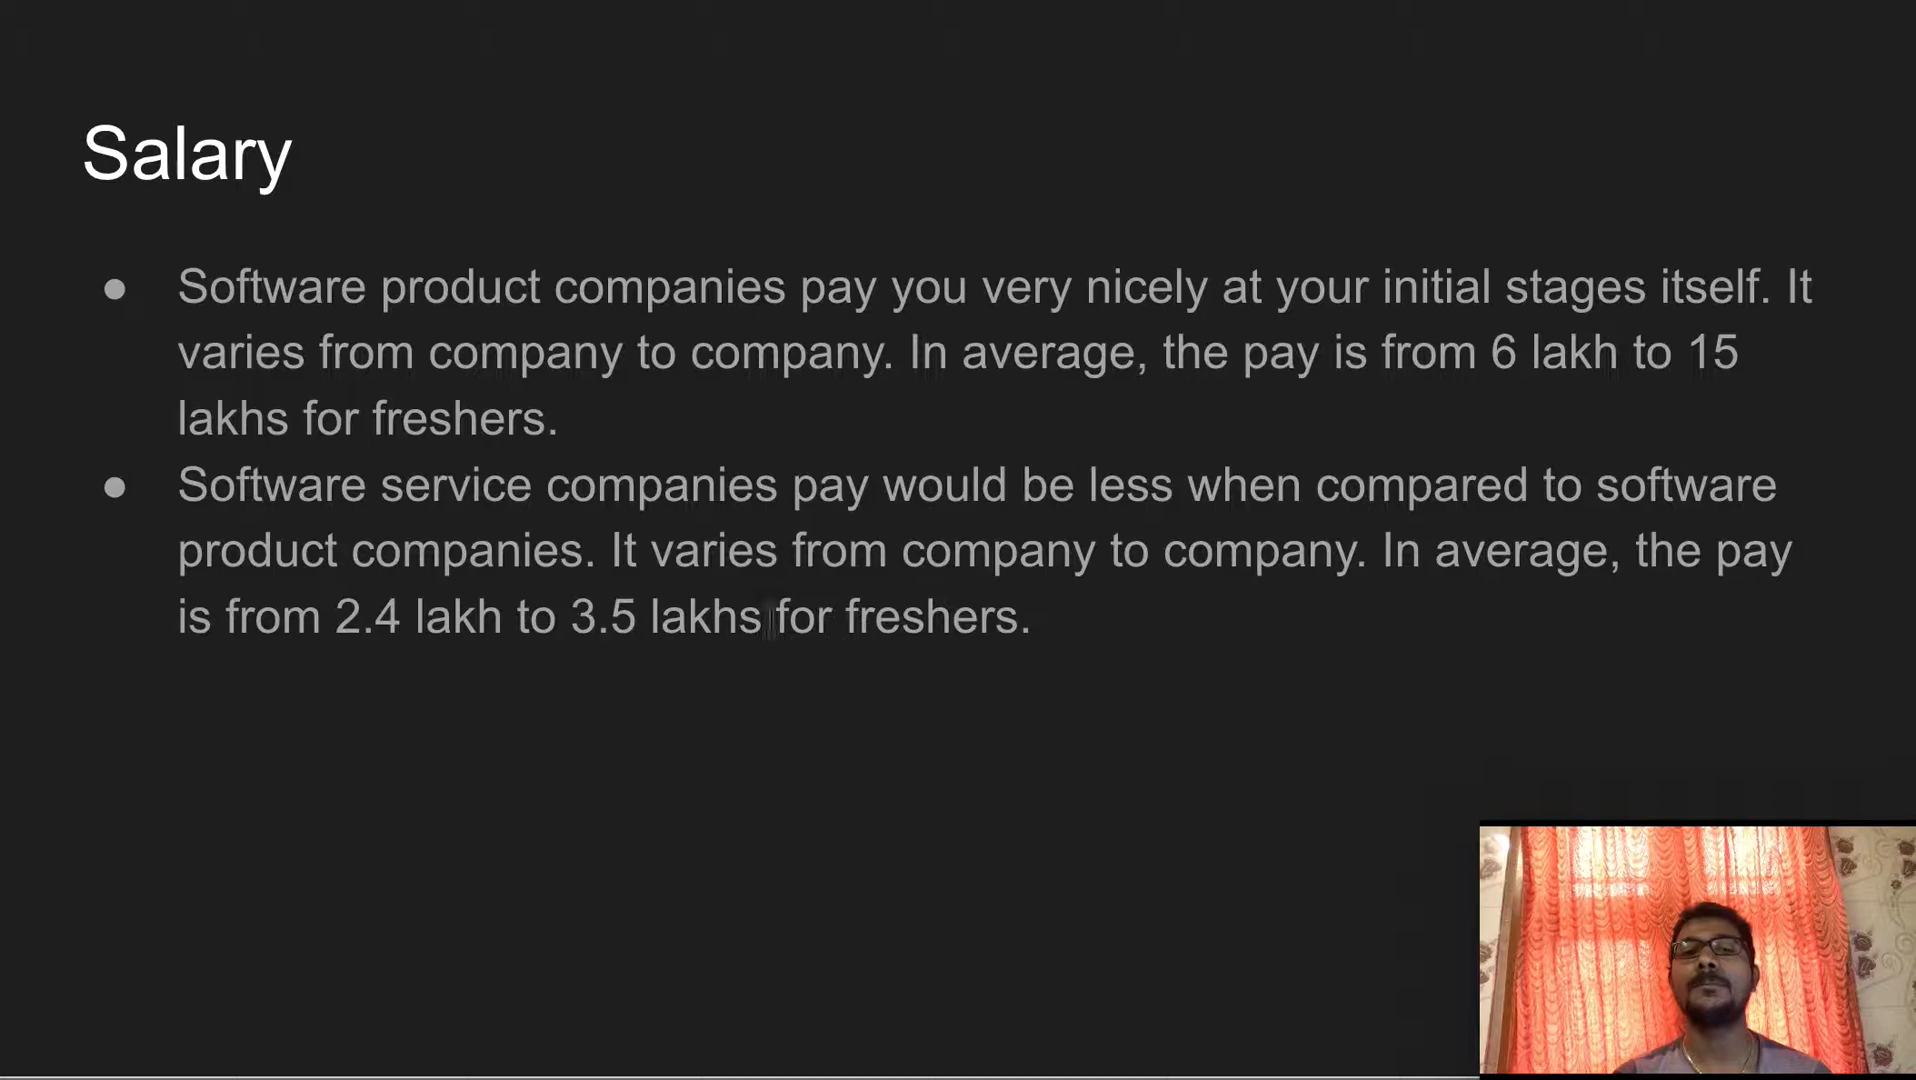 Salary
● Software product companies pay you very nicely at your initial stages itself. It
varies from company to company. In average, the pay is from 6 lakh to 15
lakhs for freshers.
● Software service companies pay would be less when compared to software
product companies. It varies from company to company. In average, the pay
is from 2.4 lakh to 3.5 lakhs for freshers.